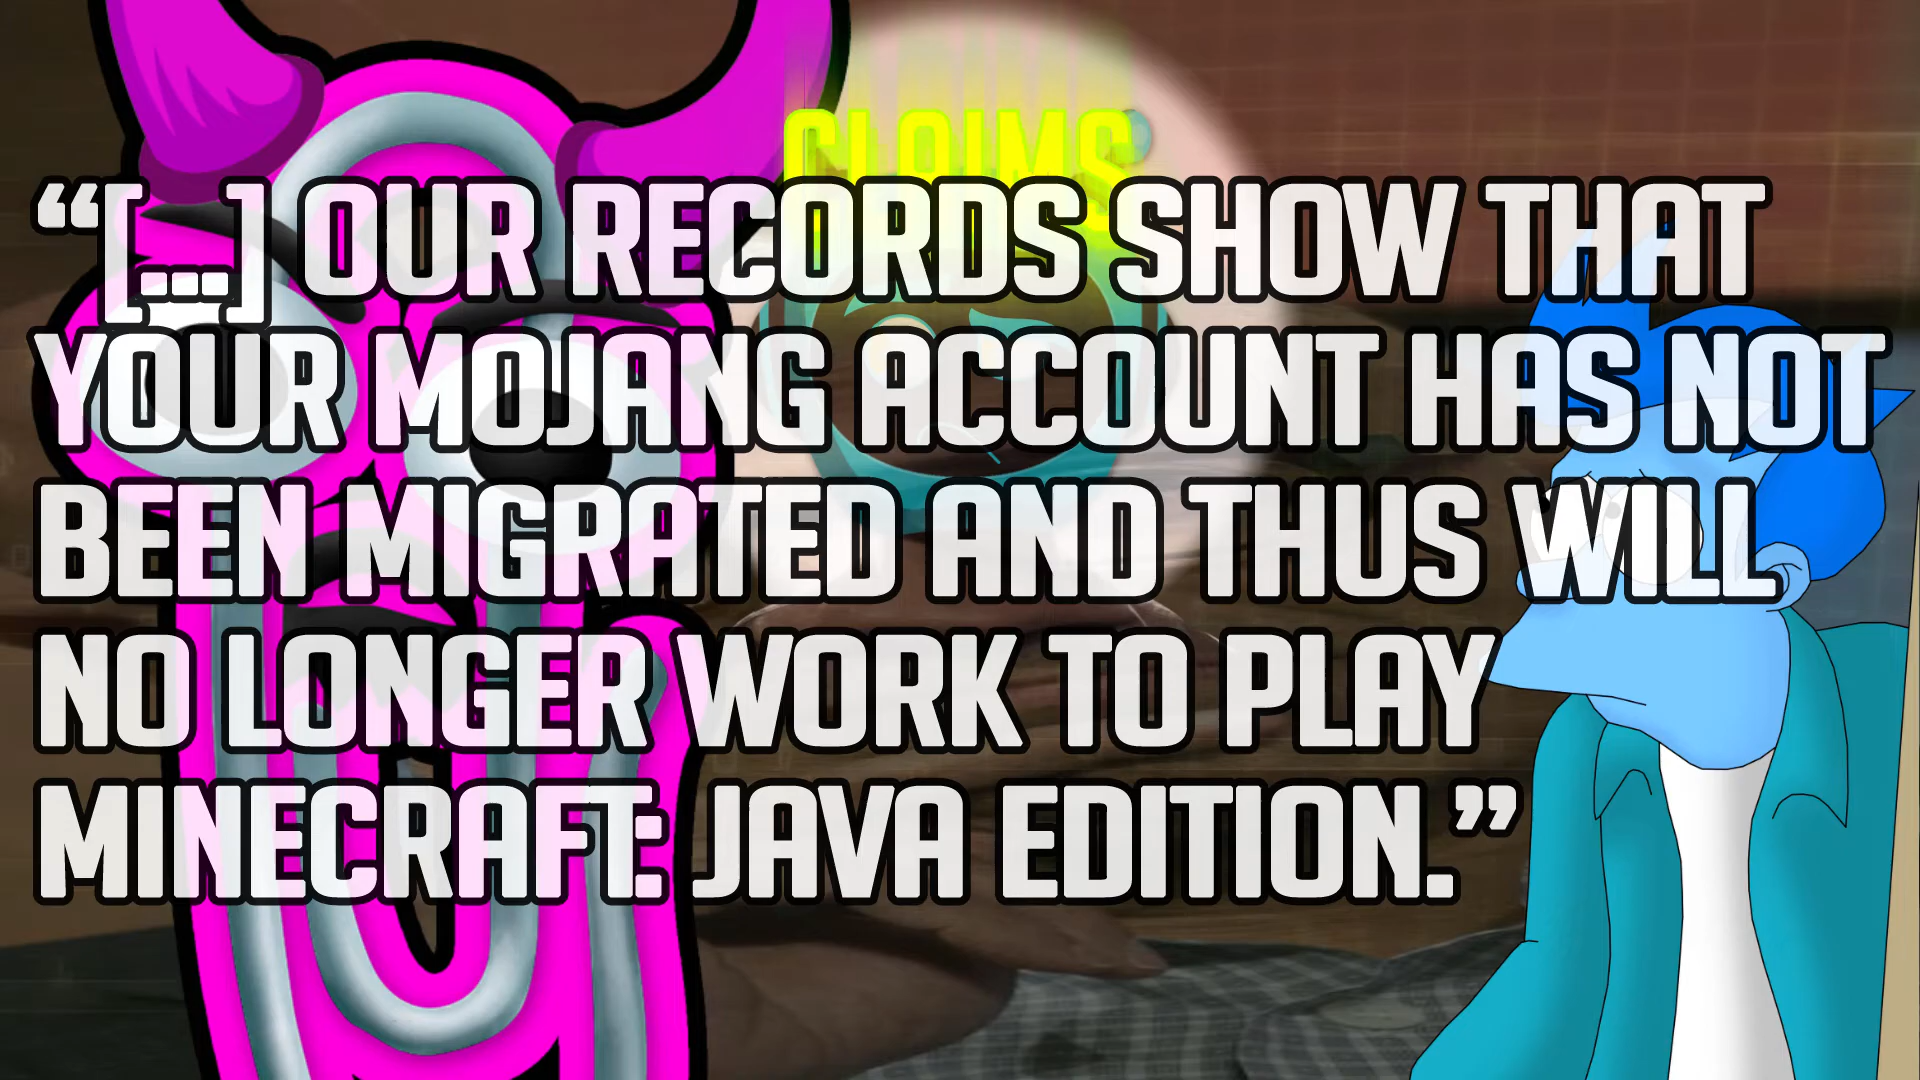 CLAIMS
“[...] OUR RECORDS SHOW THAT
YOUR MOJANG ACCOUNT HAS NOT
BEEN MIGRATED AND THUS WILL
NO LONGER WORK TO PLAY
MINECRAFT: JAVA EDITION.”